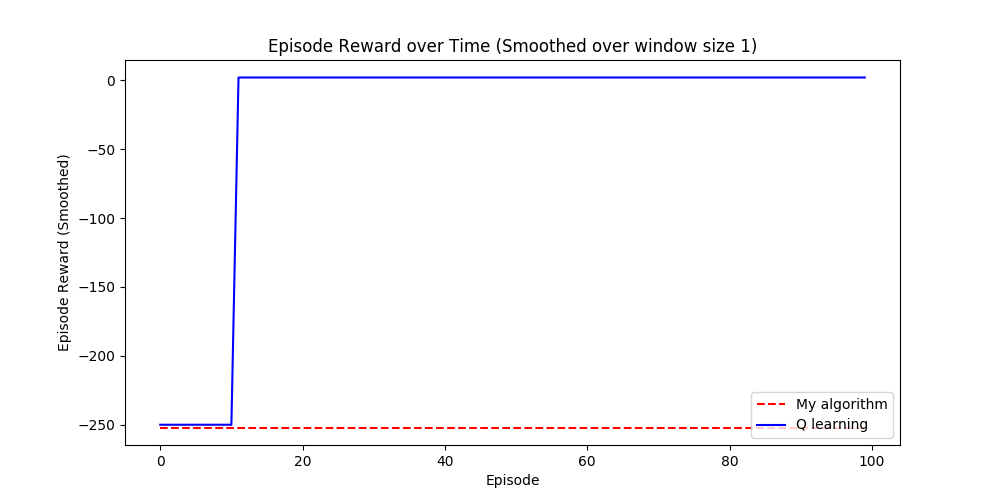 Episode Reward over Time (Smoothed over window size 1)
Episode Reward (Smoothed)
0
−50
−100
−150
−200
−250
My algorithm
Q learning
0 20 40 60 80 100
Episode